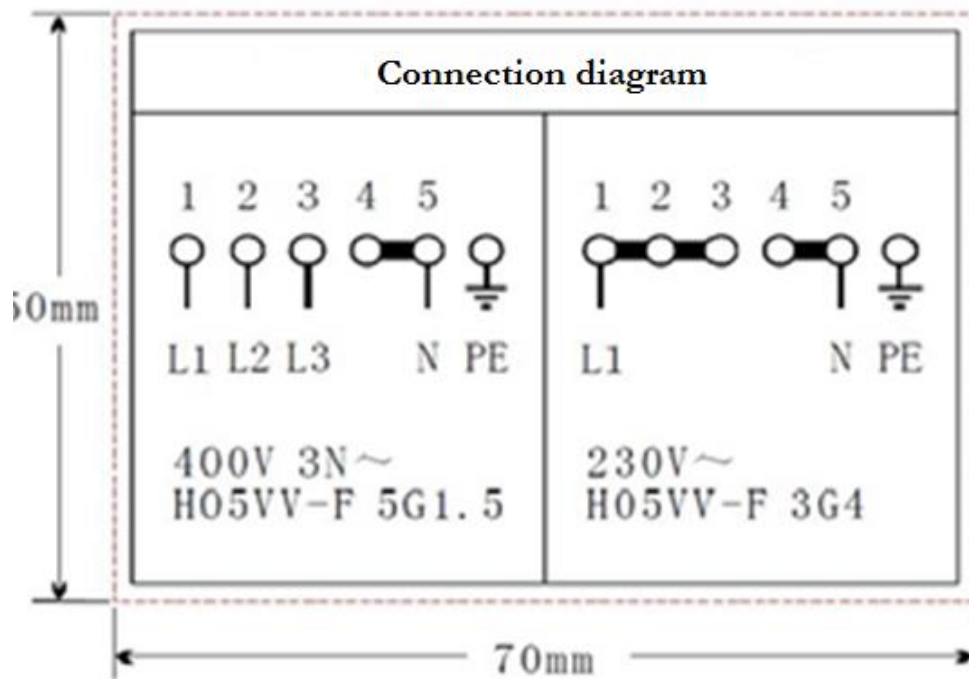 Connection diagram
1 2 3 4 5
L1 L2 L3 N PE
400V 3N~
H05VV-F 5G1.5
1 2 3 4 5
L1 N PE
230V~
H05VV-F 3G4
50mm
70mm